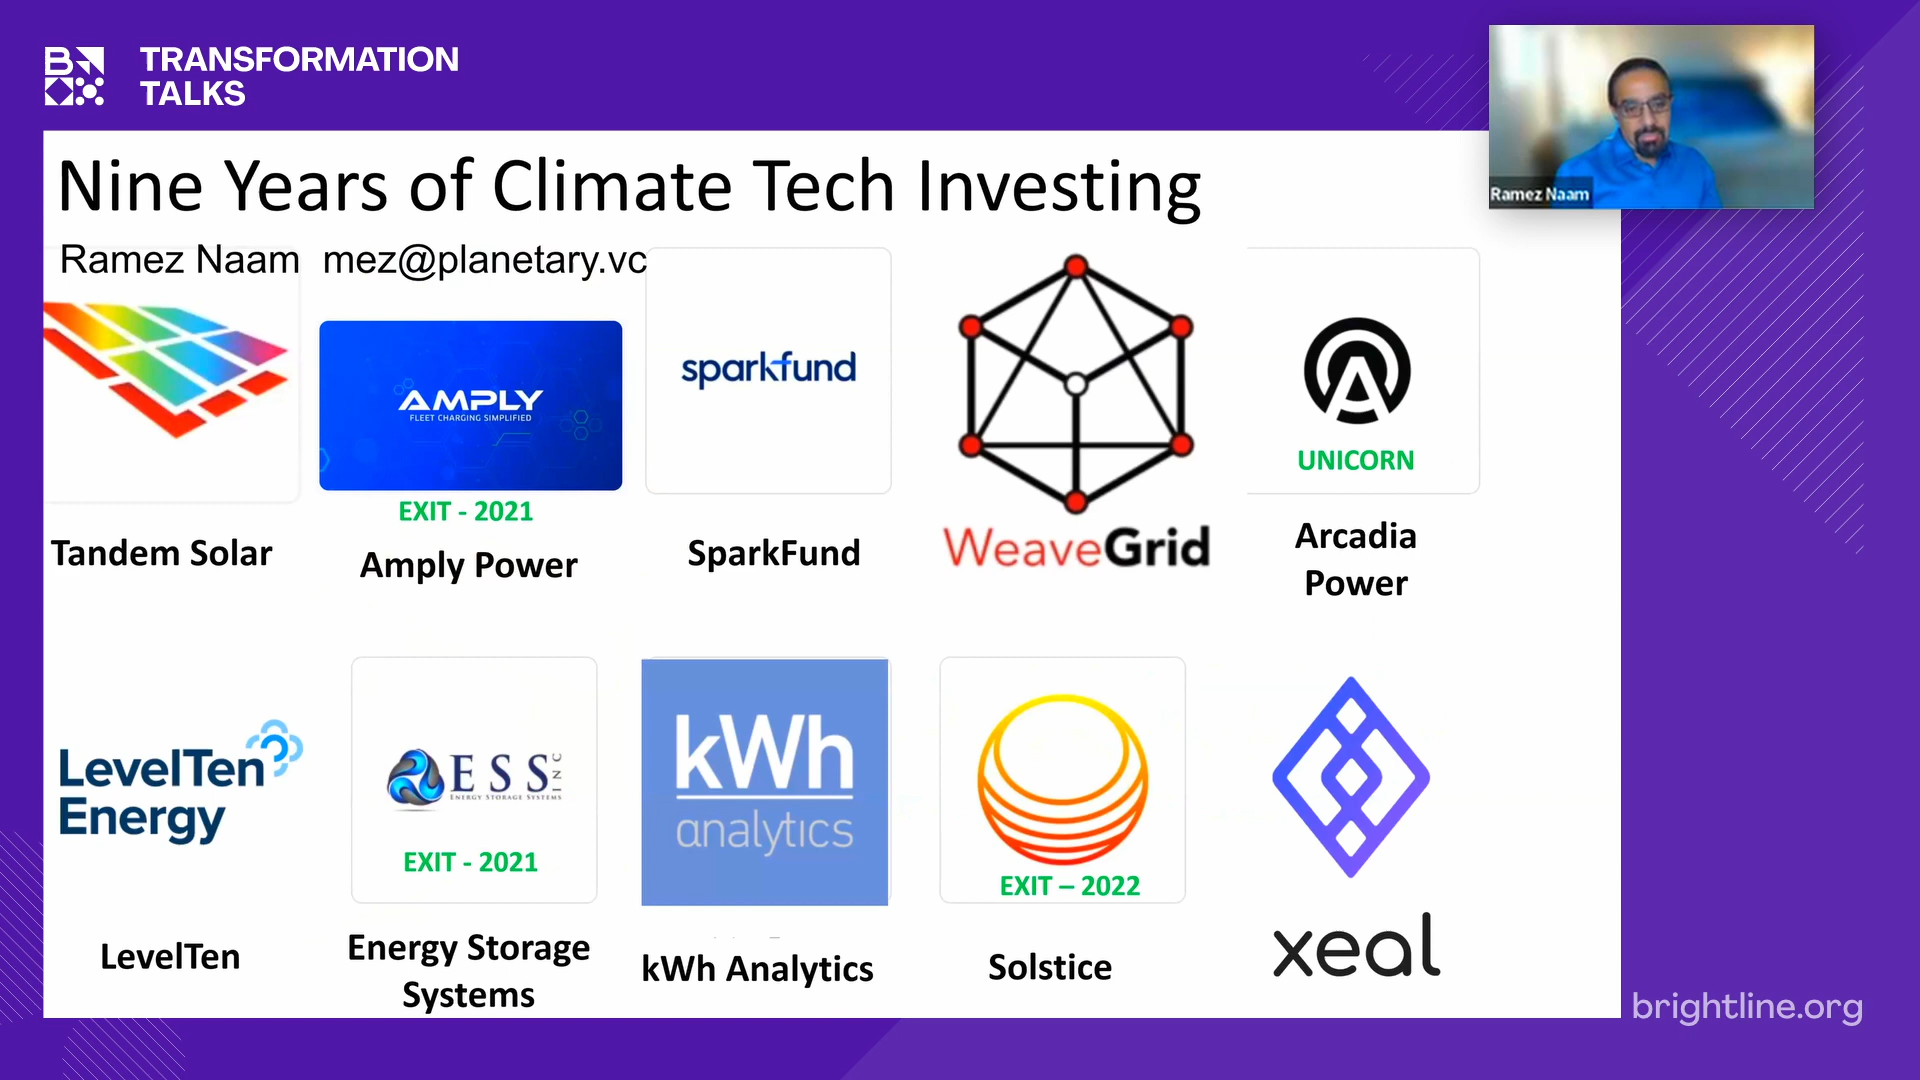 B
TRANSFORMATION
TALKS
Ramez Naam
Nine Years of Climate Tech Investing
Ramez Naam mez@planetary.vc
AMPLY
FLEET CHARGING SIMPLIFIED
sparkfund
UNICORN
EXIT - 2021
WeaveGrid
Tandem Solar
Amply Power
SparkFund
Arcadia
Power
LevelTen
Energy
ESS INC
ENERGY STORAGE SYSTEMS
kWh
analytics
EXIT - 2021
EXIT – 2022
xeal
LevelTen
Energy Storage
Systems
kWh Analytics
Solstice
brightline.org